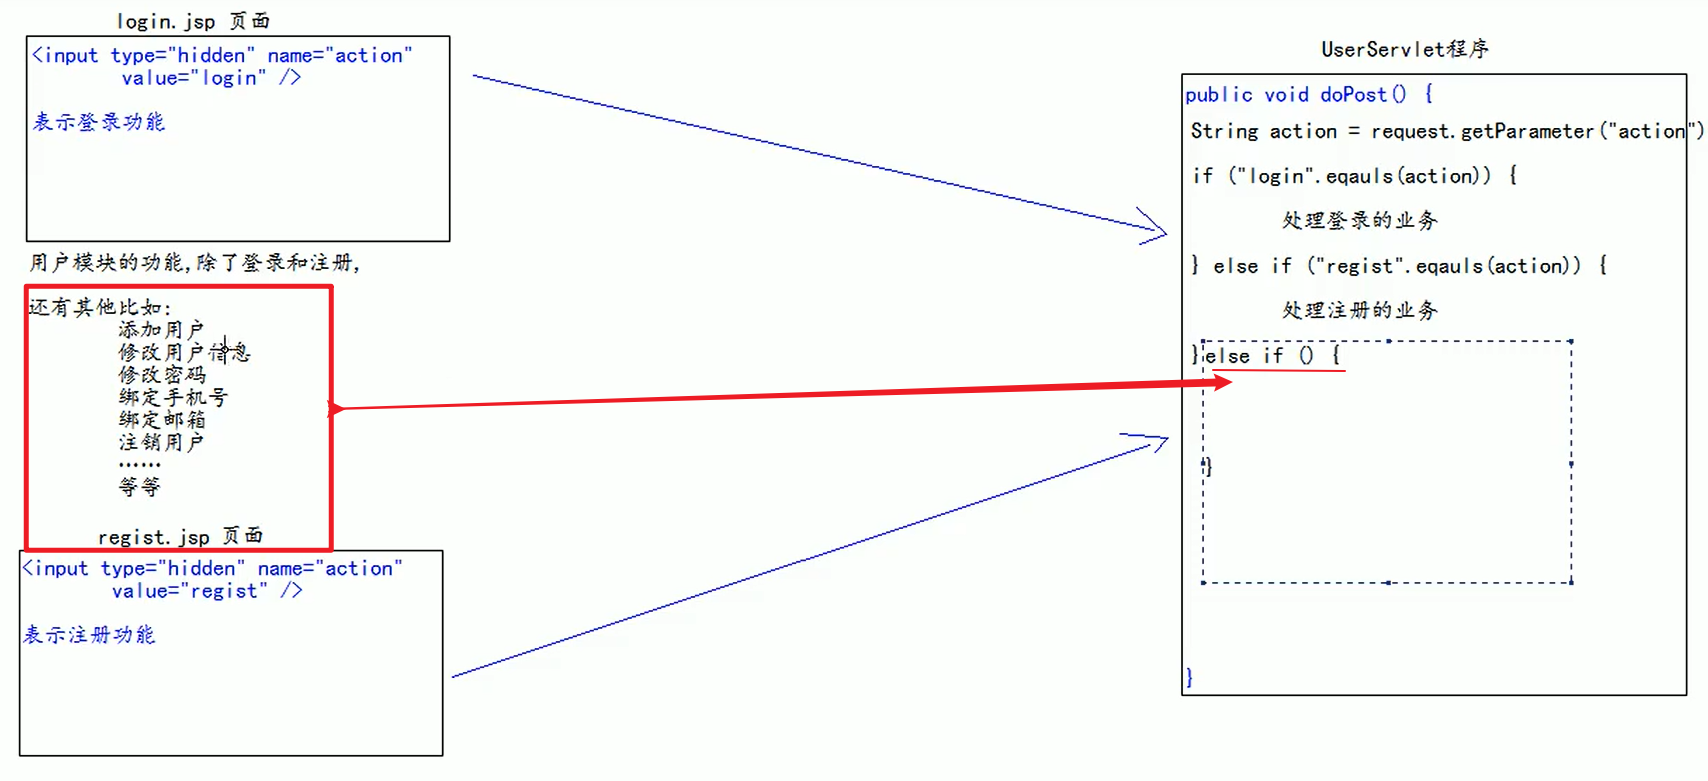 login.jsp 页面
<input type="hidden" name="action"
value="login" />
表示登录功能
用户模块的功能,除了登录和注册,
还有其他比如:
添加用户
修改用户信息
修改密码
绑定手机号
绑定邮箱
注销用户
......
等等
regist.jsp 页面
<input type="hidden" name="action"
value="regist" />
表示注册功能
UserServlet程序
public void doPost() {
String action = request.getParameter("action")
if ("login".eqauls(action)) {
处理登录的业务
} else if ("regist".eqauls(action)) {
处理注册的业务
}else if () {
}
}